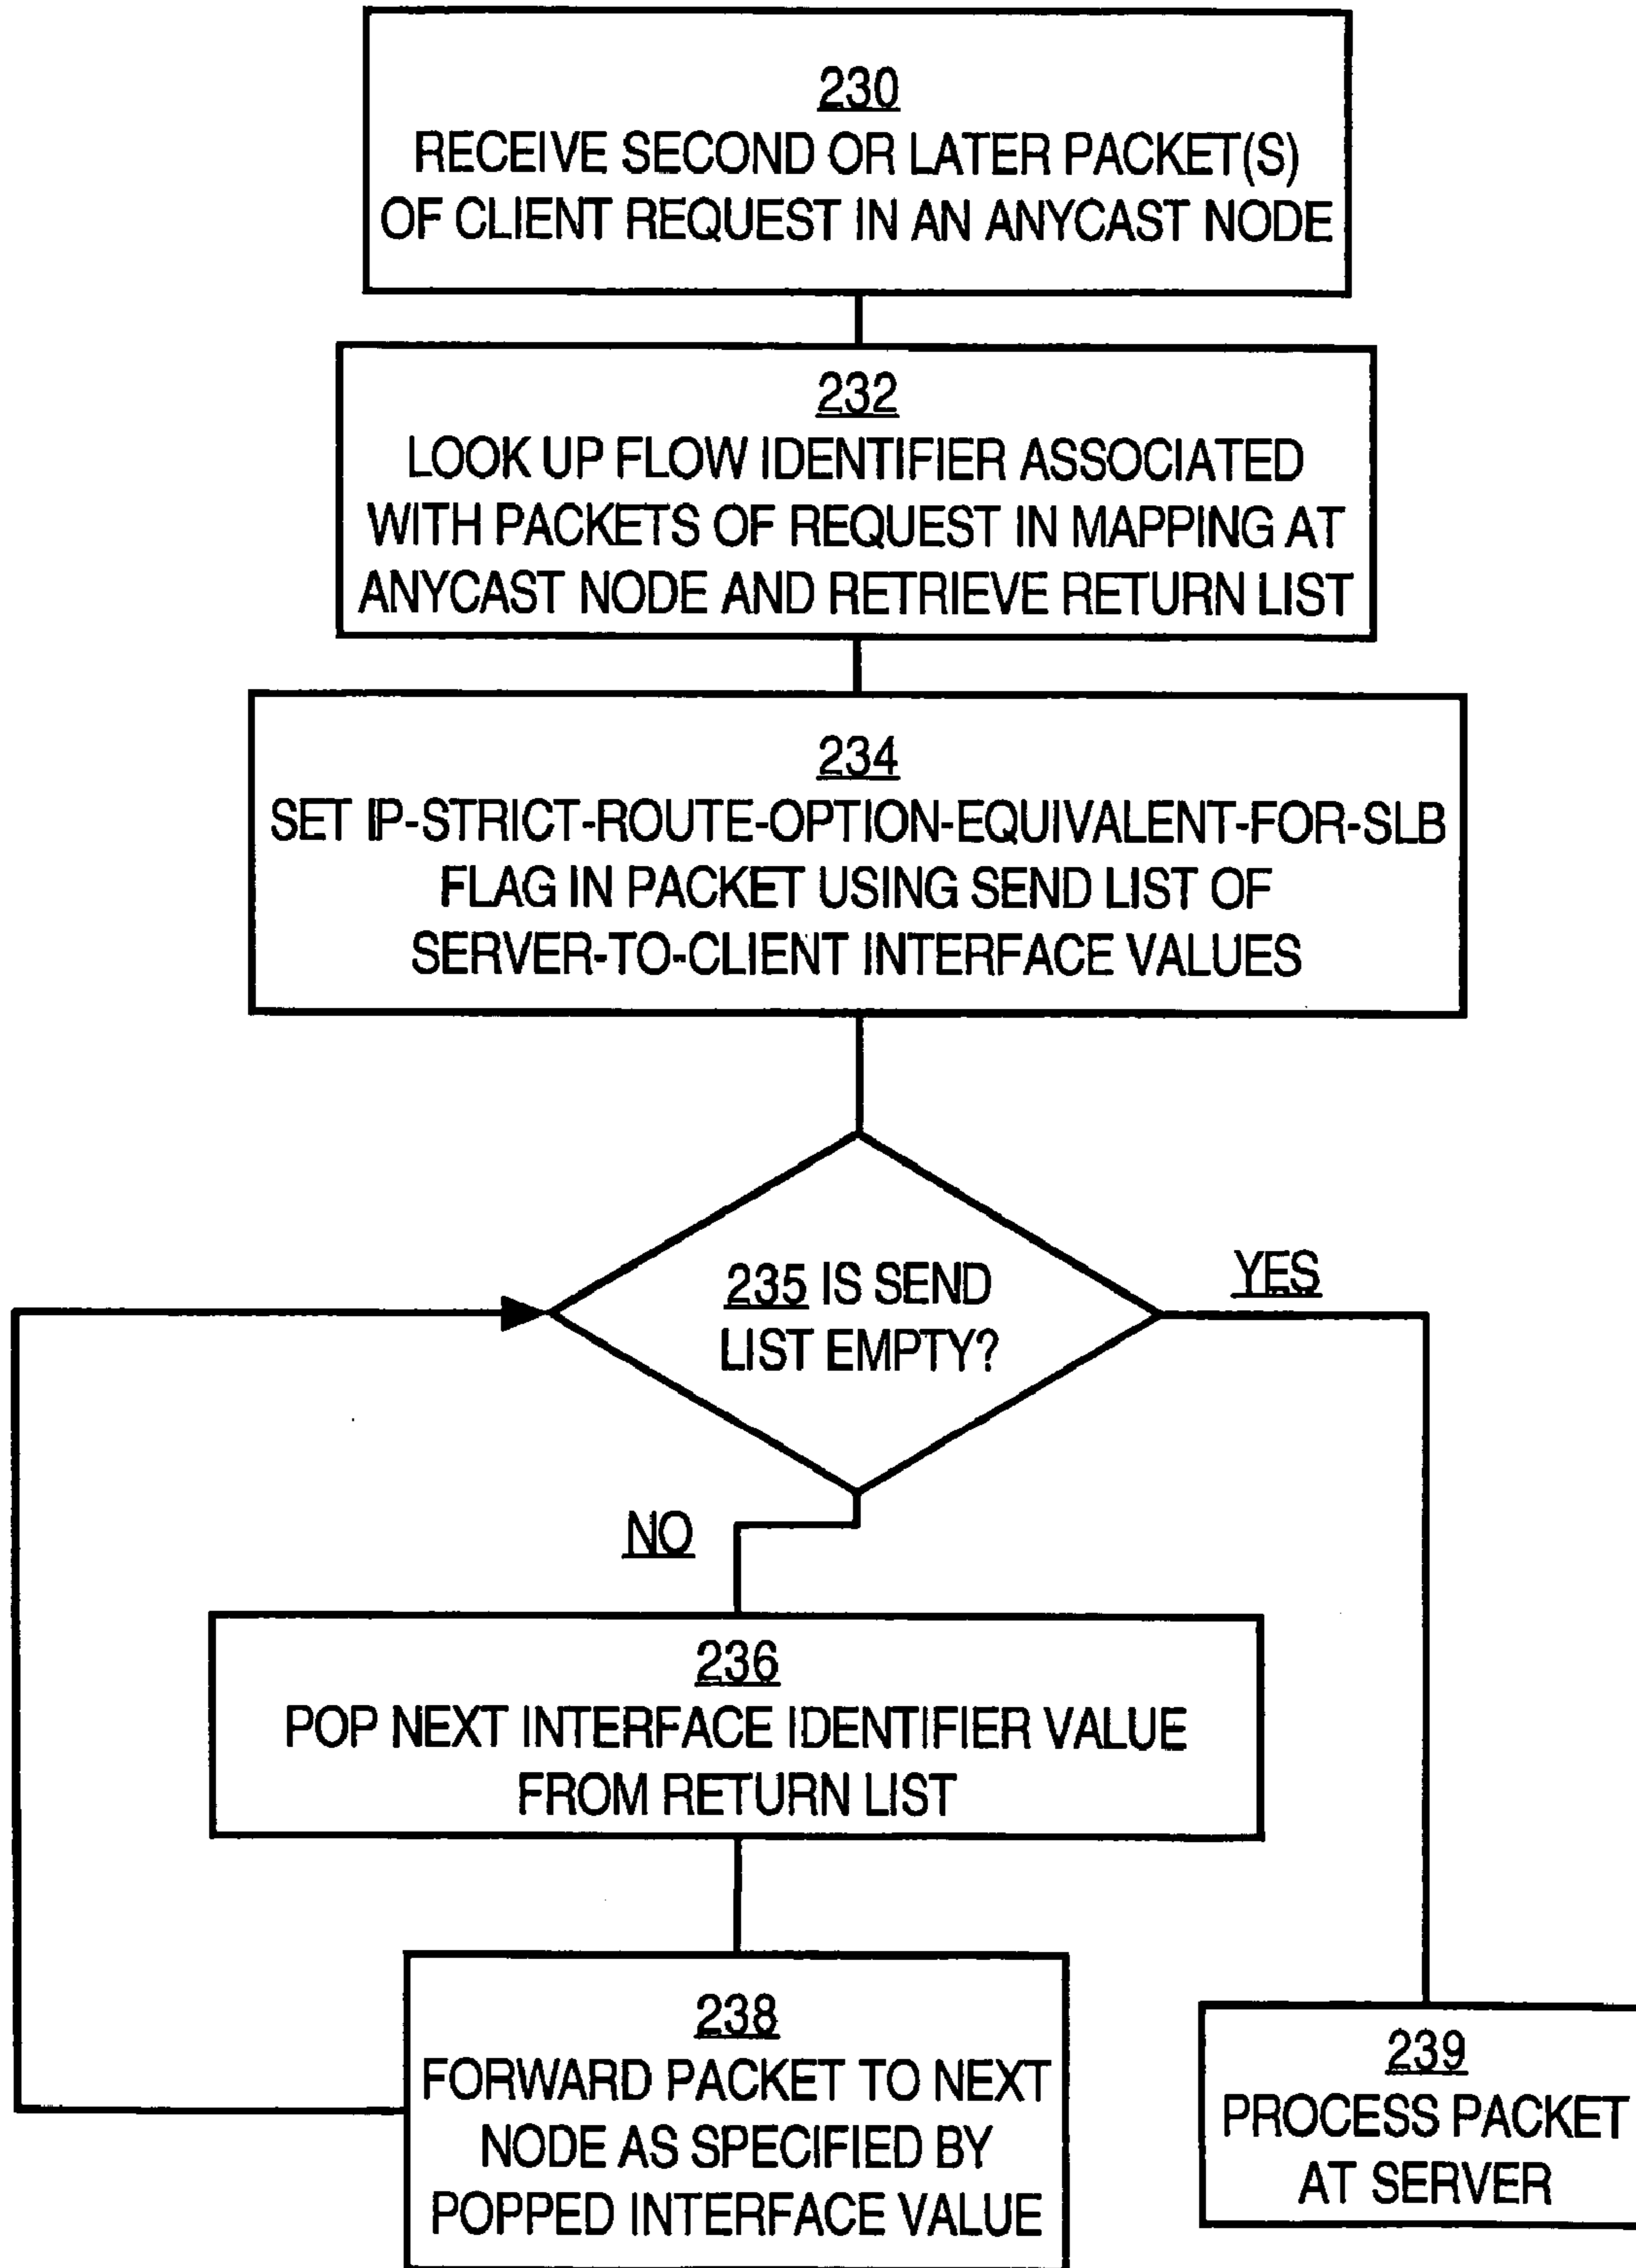 230
RECEIVE SECOND OR LATER PACKET(S)
OF CLIENT REQUEST IN AN ANYCAST NODE
232
LOOK UP FLOW IDENTIFIER ASSOCIATED
WITH PACKETS OF REQUEST IN MAPPING AT
ANYCAST NODE AND RETRIEVE RETURN LIST
234
SET IP-STRICT-ROUTE-OPTION-EQUIVALENT-FOR-SLB
FLAG IN PACKET USING SEND LIST OF
SERVER-TO-CLIENT INTERFACE VALUES
235 IS SEND
LIST EMPTY?
YES
NO
236
POP NEXT INTERFACE IDENTIFIER VALUE
FROM RETURN LIST
238
FORWARD PACKET TO NEXT
NODE AS SPECIFIED BY
POPPED INTERFACE VALUE
239
PROCESS PACKET
AT SERVER